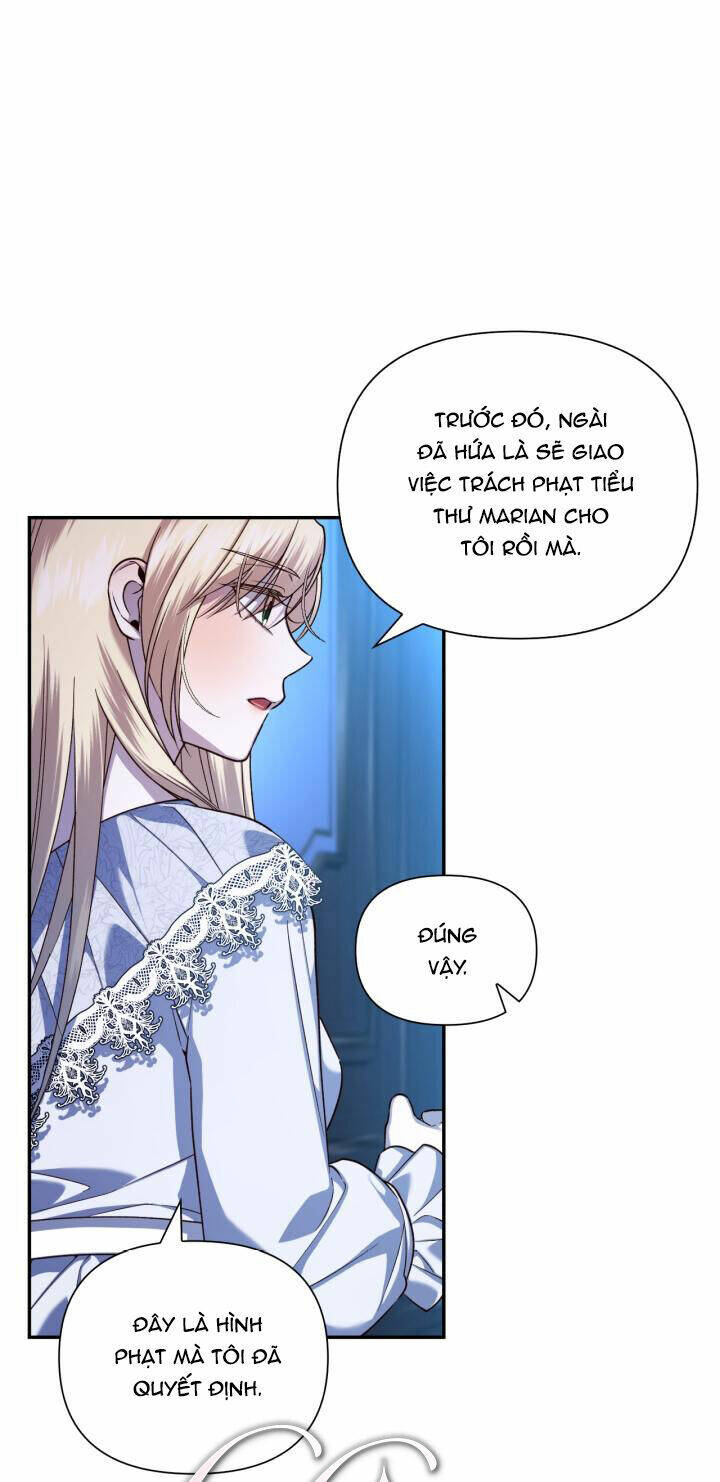 TRƯỚC ĐÓ, NGÀI
ĐÃ HỨA LÀ SẼ GIAO
VIỆC TRÁCH PHẠT TIỂU
THƯ MARIAN CHO
TÔI RỒI MÀ.
ĐÚNG
VẬY.
ĐÂY LÀ HÌNH
PHẠT MÀ TÔI ĐÃ
QUYẾT ĐỊNH.